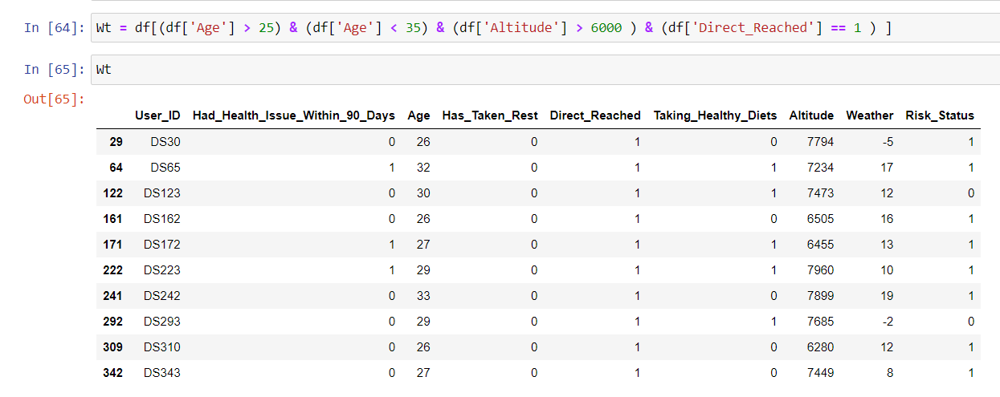 In [64]: Wt = df[(df['Age'] > 25) & (df['Age'] < 35) & (df['Altitude'] > 6000 ) & (df['Direct_Reached'] == 1 ) ]
In [65]: Wt
Out[65]:
User_ID Had_Health_Issue_Within_90_Days Age Has_Taken_Rest Direct_Reached Taking_Healthy_Diets Altitude Weather Risk_Status
29 DS30 0 26 0 1 0 7794 -5 1
64 DS65 1 32 0 1 1 7234 17 1
122 DS123 0 30 0 1 1 7473 12 0
161 DS162 0 26 0 1 0 6505 16 1
171 DS172 1 27 0 1 1 6455 13 1
222 DS223 1 29 0 1 1 7960 10 1
241 DS242 0 33 0 1 0 7899 19 1
292 DS293 0 29 0 1 1 7685 -2 0
309 DS310 0 26 0 1 0 6280 12 1
342 DS343 0 27 0 1 0 7449 8 1